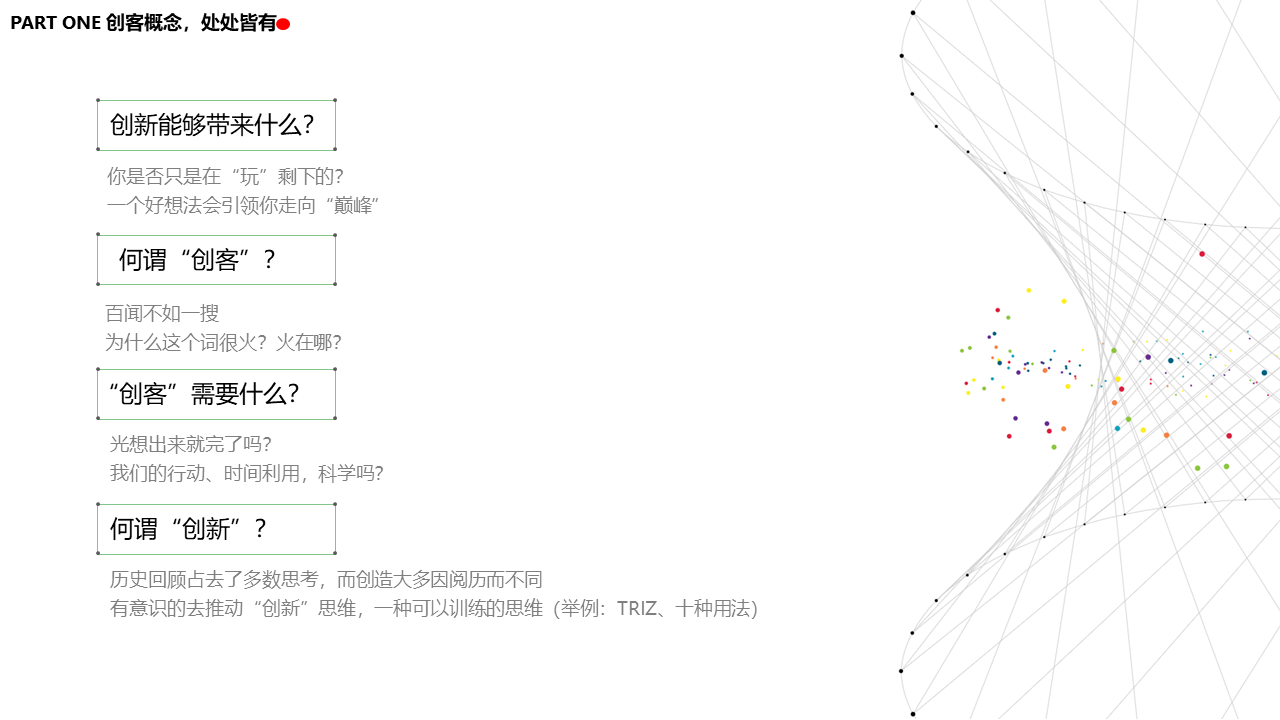 PART ONE 创客概念，处处皆有
创新能够带来什么？
你是否只是在“玩”剩下的？
一个好想法会引领你走向“巅峰”
何谓“创客”？
百闻不如一搜
为什么这个词很火？火在哪？
“创客”需要什么？
光想出来就完了吗？
我们的行动、时间利用，科学吗？
何谓“创新”？
历史回顾占去了多数思考，而创造大多因阅历而不同
有意识的去推动“创新”思维，一种可以训练的思维（举例：TRIZ、十种用法）